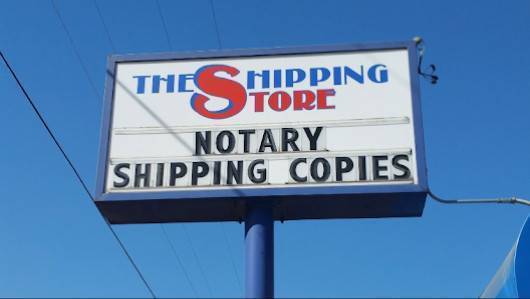 THE SHIPPING
STORE
NOTARY
SHIPPING COPIES